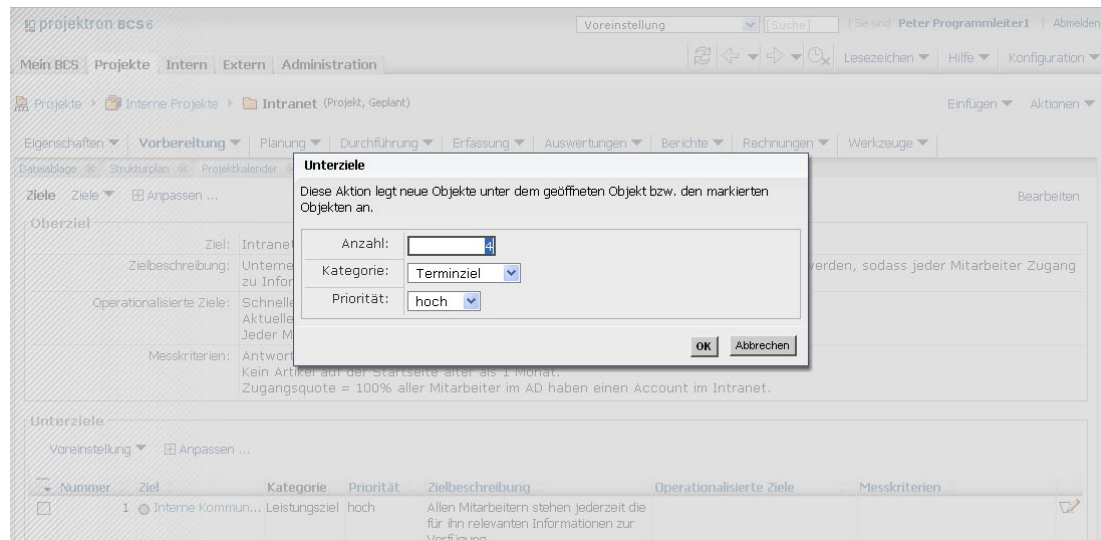 projektron BCS6
Voreinstellung [Suche] Sie sind Peter Programmleiter1 Abmelden
Mein BCS Projekte Intern Extern Administration
Lesezeichen Hilfe Konfiguration
Projekte Interne Projekte Intranet (Projekt, Geplant) Einfügen Aktionen
Eigenschaften Vorbereitung Planung Durchführung Erfassung Auswertungen Berichte Rechnungen Werkzeuge
Dateiablage Strukturplan Projektkalender
Unterziele
Diese Aktion legt neue Objekte unter dem geöffneten Objekt bzw. den markierten
Objekten an.
Anzahl: 4
Kategorie: Terminziel
Priorität: hoch
OK Abbrechen
Ziele Ziele Anpassen ... Bearbeiten
Oberziel
Ziel: Intranet
Zielbeschreibung: Unterne werden, sodass jeder Mitarbeiter Zugang
zu Infor
Operationalisierte Ziele: Schnelle
Aktuelle
Jeder M
Messkriterien: Antwort
Kein Artikel auf der Startseite älter als 1 Monat.
Zugangsquote = 100% aller Mitarbeiter im AD haben einen Account im Intranet.
Unterziele
Voreinstellung Anpassen ...
Nummer Ziel Kategorie Priorität Zielbeschreibung Operationalisierte Ziele Messkriterien
1 Interne Kommun... Leistungsziel hoch Allen Mitarbeitern stehen jederzeit die
für ihn relevanten Informationen zur
Verfügung